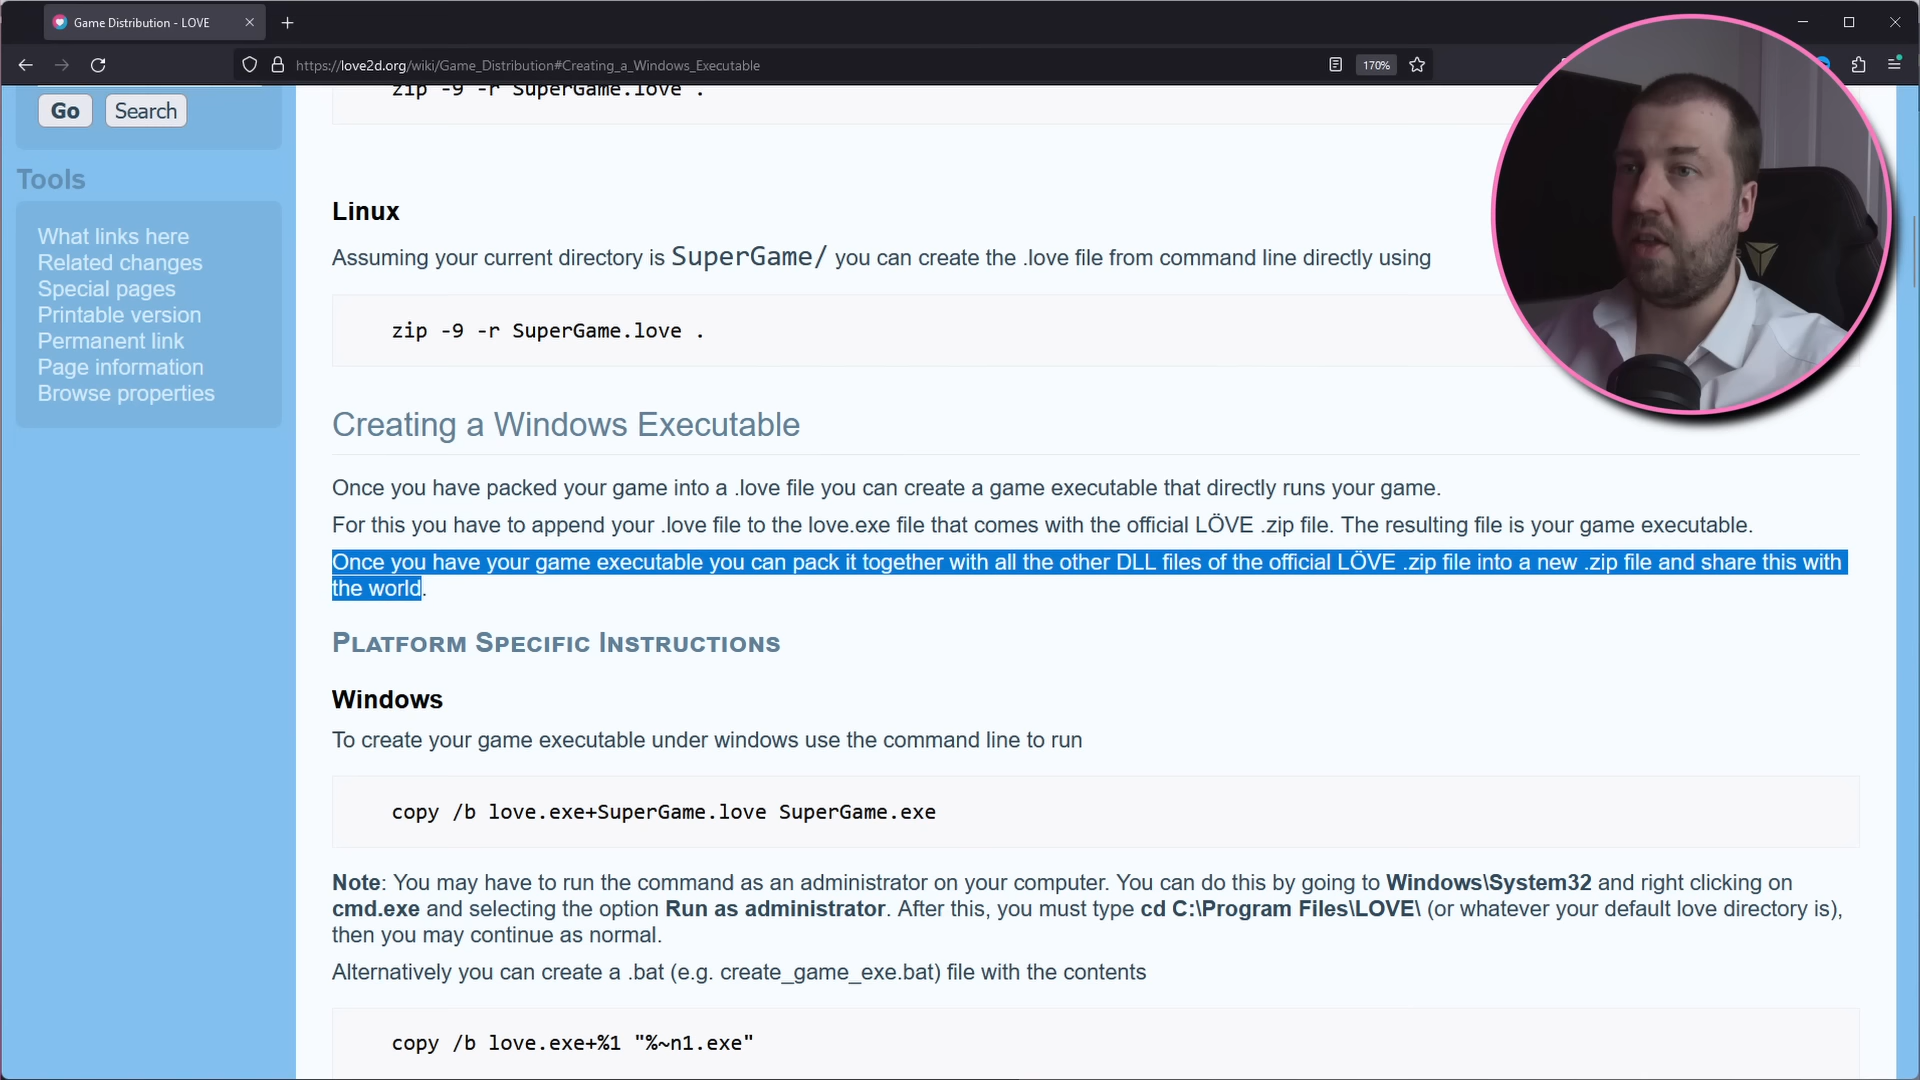 Game Distribution - LOVE
https://love2d.org/wiki/Game_Distribution#Creating_a_Windows_Executable
170%
Go
Search
zip -9 -r SuperGame.love .
Tools
What links here
Related changes
Special pages
Printable version
Permanent link
Page information
Browse properties
Linux
Assuming your current directory is SuperGame/ you can create the .love file from command line directly using
zip -9 -r SuperGame.love .
Creating a Windows Executable
Once you have packed your game into a .love file you can create a game executable that directly runs your game.
For this you have to append your .love file to the love.exe file that comes with the official LÖVE .zip file. The resulting file is your game executable.
Once you have your game executable you can pack it together with all the other DLL files of the official LÖVE .zip file into a new .zip file and share this with
the world.
Platform Specific Instructions
Windows
To create your game executable under windows use the command line to run
copy /b love.exe+SuperGame.love SuperGame.exe
Note: You may have to run the command as an administrator on your computer. You can do this by going to Windows\System32 and right clicking on
cmd.exe and selecting the option Run as administrator. After this, you must type cd C:\Program Files\LOVE\ (or whatever your default love directory is),
then you may continue as normal.
Alternatively you can create a .bat (e.g. create_game_exe.bat) file with the contents
copy /b love.exe+%1 "%~n1.exe"